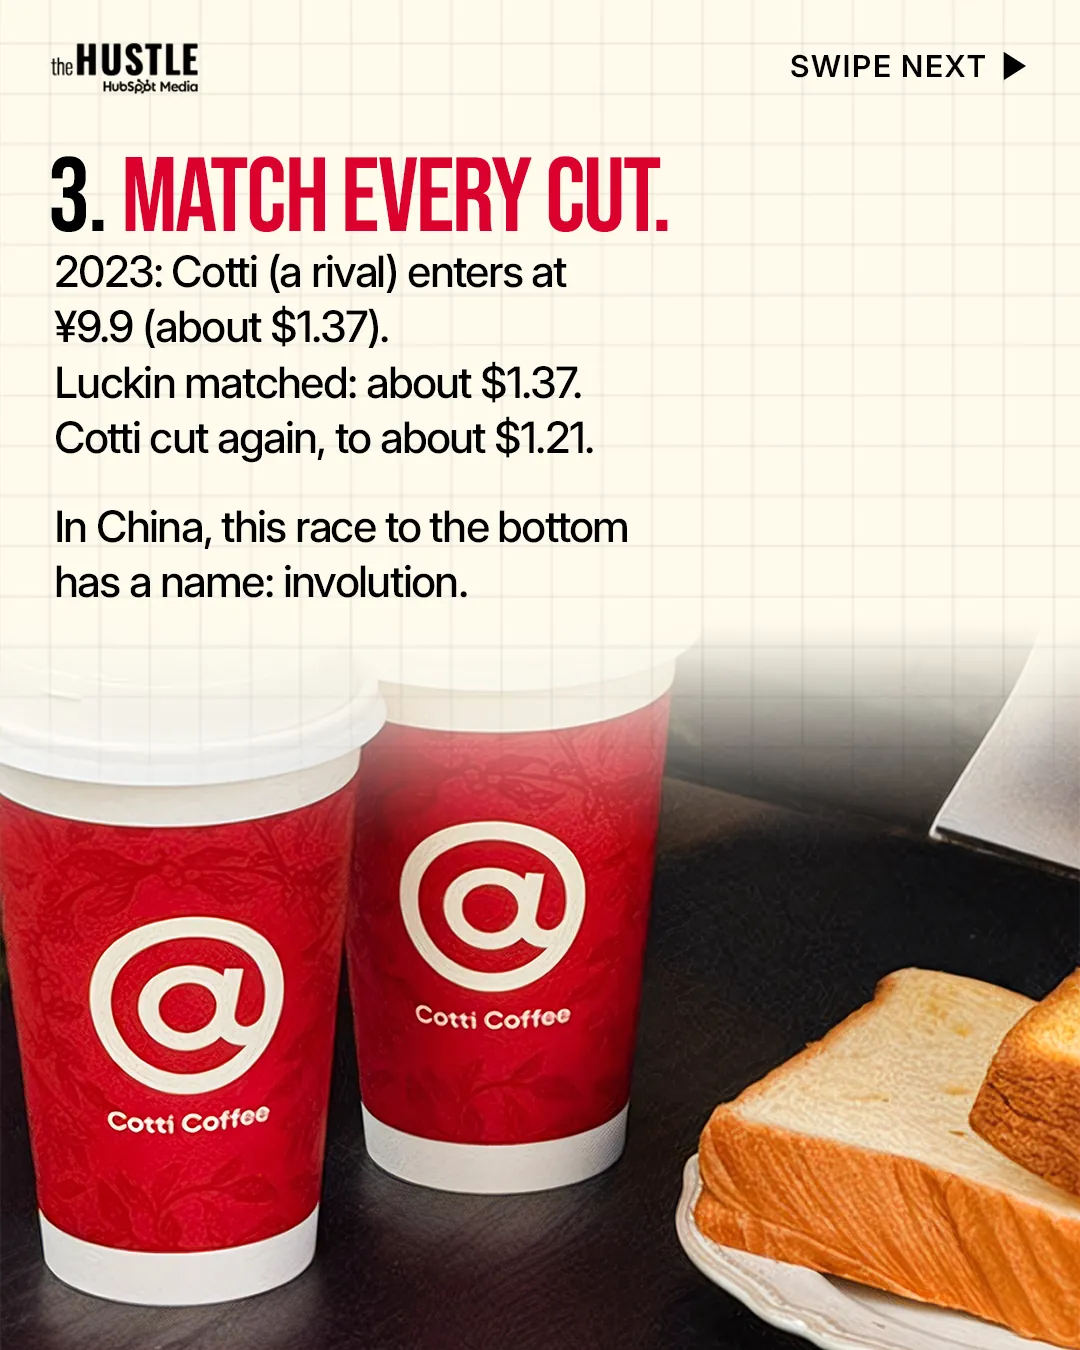 the HUSTLE
HubSpot Media
SWIPE NEXT ▶
3. MATCH EVERY CUT.
2023: Cotti (a rival) enters at
¥9.9 (about $1.37).
Luckin matched: about $1.37.
Cotti cut again, to about $1.21.
In China, this race to the bottom
has a name: involution.
@
Cotti Coffee
@
Cotti Coffee